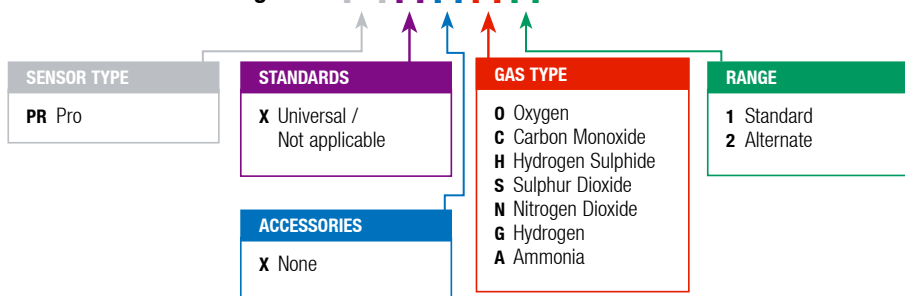 SENSOR TYPE
PR Pro
STANDARDS
X Universal /
Not applicable
ACCESSORIES
X None
GAS TYPE
O Oxygen
C Carbon Monoxide
H Hydrogen Sulphide
S Sulphur Dioxide
N Nitrogen Dioxide
G Hydrogen
A Ammonia
RANGE
1 Standard
2 Alternate